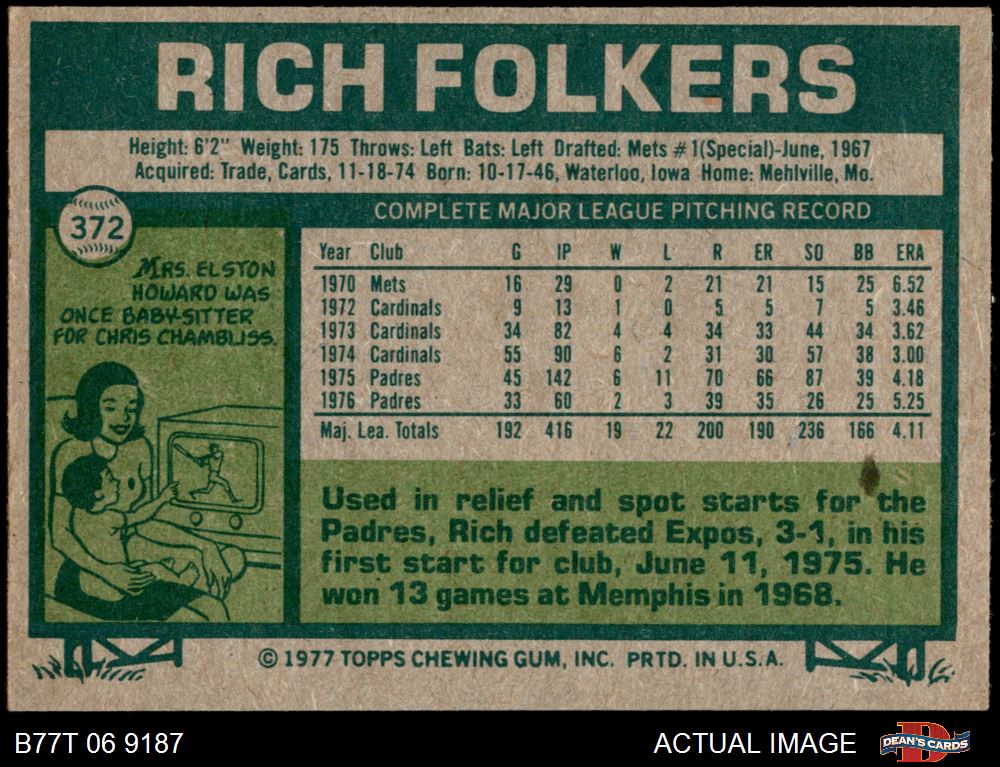 RICH FOLKERS
Height: 6'2" Weight: 175 Throws: Left Bats: Left Drafted: Mets #1(Special)-June, 1967
Acquired: Trade, Cards, 11-18-74 Born: 10-17-46, Waterloo, Iowa Home: Mehlville, Mo.
372
MRS. ELSTON
HOWARD WAS
ONCE BABY-SITTER
FOR CHRIS CHAMBLISS.
COMPLETE MAJOR LEAGUE PITCHING RECORD
Year Club G IP W L R ER SO BB ERA
1970 Mets 16 29 0 2 21 21 15 25 6.52
1972 Cardinals 9 13 1 0 5 5 7 5 3.46
1973 Cardinals 34 82 4 4 34 33 44 34 3.62
1974 Cardinals 55 90 6 2 31 30 57 38 3.00
1975 Padres 45 142 6 11 70 66 87 39 4.18
1976 Padres 33 60 2 3 39 35 26 25 5.25
Maj. Lea. Totals 192 416 19 22 200 190 236 166 4.11
Used in relief and spot starts for the
Padres, Rich defeated Expos, 3-1, in his
first start for club, June 11, 1975. He
won 13 games at Memphis in 1968.
© 1977 TOPPS CHEWING GUM, INC. PRTD. IN U.S.A.
B77T 06 9187
ACTUAL IMAGE
D
DEAN'S CARDS